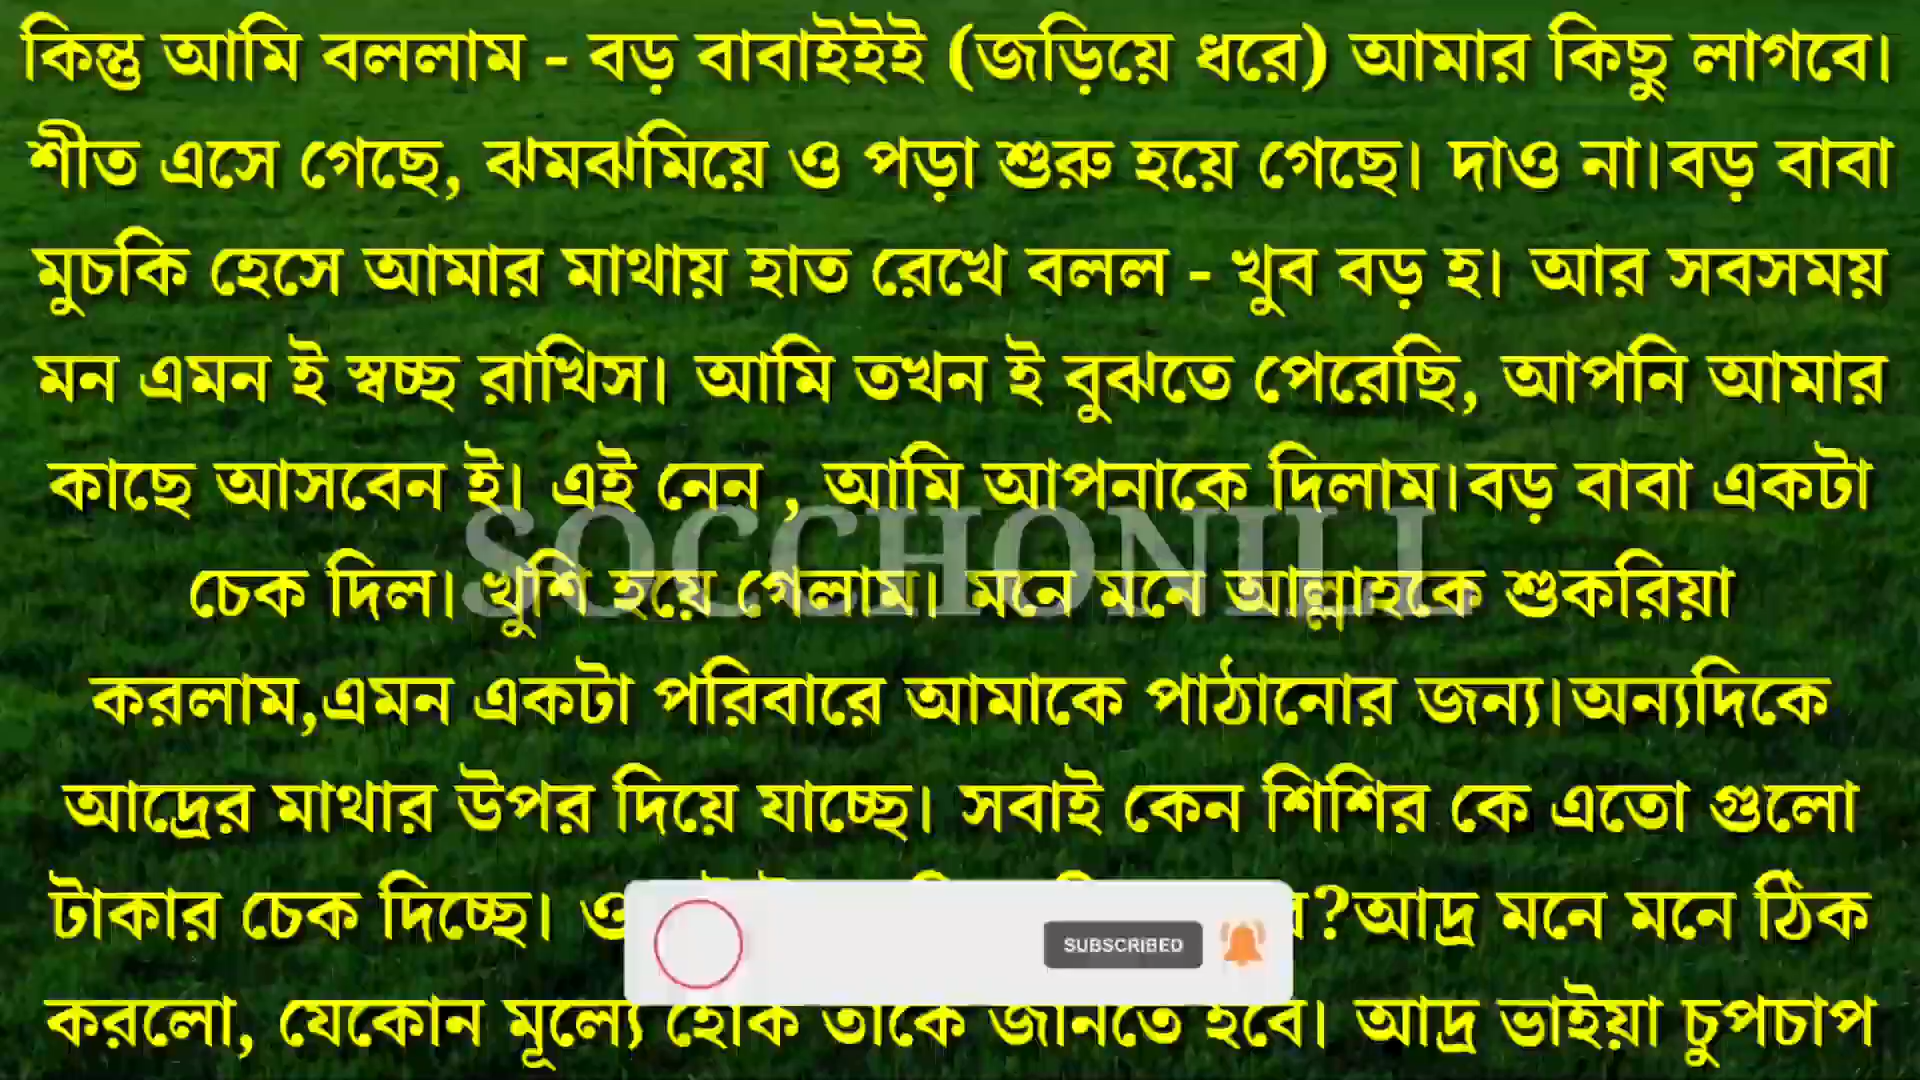 কিন্তু আমি বললাম - বড় বাবাইইই (জড়িয়ে ধরে) আমার কিছু লাগবে।
শীত এসে গেছে, ঝমঝমিয়ে ও পড়া শুরু হয়ে গেছে। দাও না।বড় বাবা
মুচকি হেসে আমার মাথায় হাত রেখে বলল - খুব বড় হ। আর সবসময়
মন এমন ই স্বচ্ছ রাখিস। আমি তখন ই বুঝতে পেরেছি, আপনি আমার
কাছে আসবেন ই। এই নেন , আমি আপনাকে দিলাম।বড় বাবা একটা
SOCCHONILL
চেক দিল। খুশি হয়ে গেলাম। মনে মনে আল্লাহকে শুকরিয়া
করলাম,এমন একটা পরিবারে আমাকে পাঠানোর জন্য।অন্যদিকে
আদ্রের মাথার উপর দিয়ে যাচ্ছে। সবাই কেন শিশির কে এতো গুলো
টাকার চেক দিচ্ছে। ?আদ্র মনে মনে ঠিক
SUBSCRIBED
করলো, যেকোন মূল্যে হোক তাকে জানতে হবে। আদ্র ভাইয়া চুপচাপ